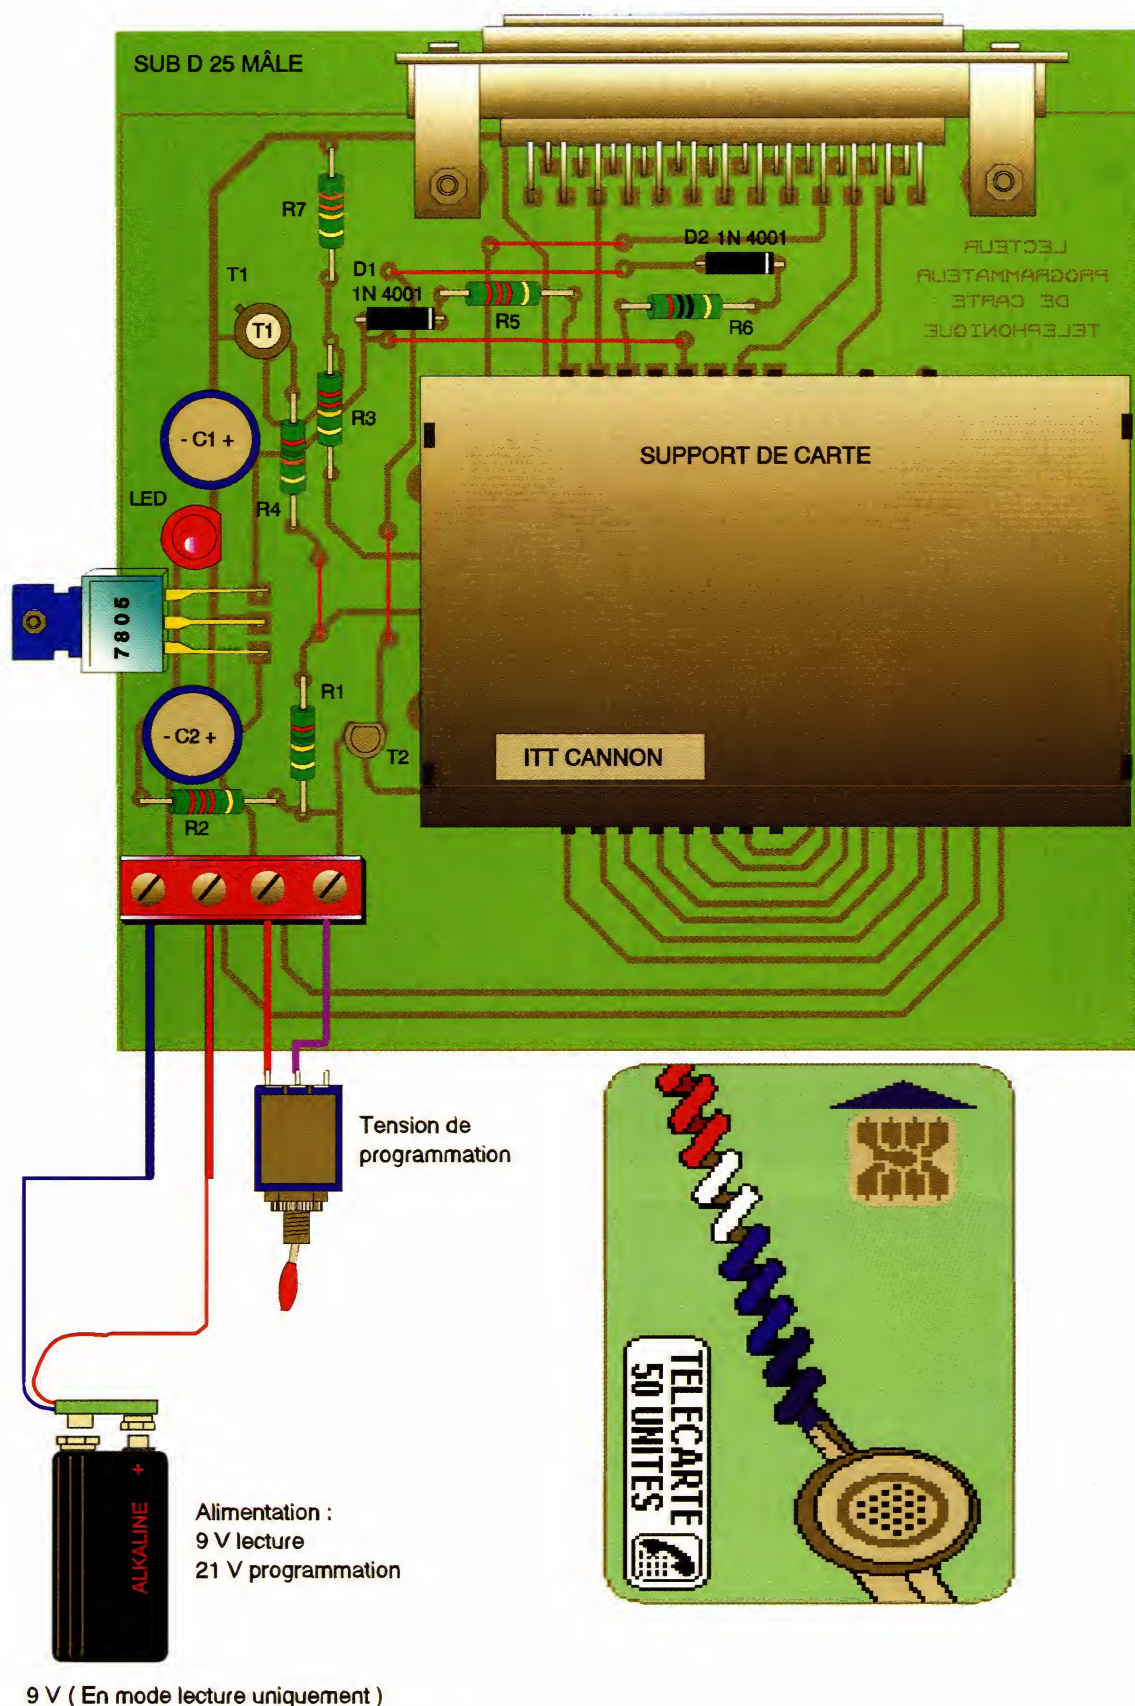 SUB D 25 MÂLE
R7
D2 1N 4001
LECTEUR
PROGRAMMATEUR
DE CARTE
TELEPHONIQUE
T1
D1
1N 4001
R5
R6
T1
R3
- C1 +
SUPPORT DE CARTE
LED
R4
7805
R1
- C2 +
T2
ITT CANNON
R2
Tension de
programmation
TELECARTE
50 UNITES
ALKALINE +
Alimentation :
9 V lecture
21 V programmation
9 V ( En mode lecture uniquement )